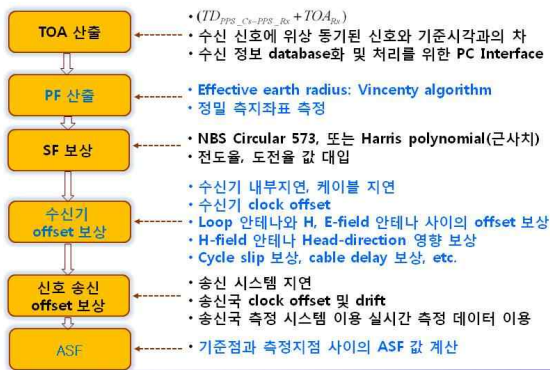 TOA 산출
· (TD_{PPS_Cs-PPS_Rx} + TOA_{Rx})
· 수신 신호에 위상 동기된 신호와 기준시각과의 차
· 수신 정보 database화 및 처리를 위한 PC Interface
PF 산출
· Effective earth radius: Vincenty algorithm
· 정밀 측지좌표 측정
SF 보상
· NBS Circular 573, 또는 Harris polynomial(근사치)
· 전도율, 도전율 값 대입
수신기
offset 보상
· 수신기 내부지연, 케이블 지연
· 수신기 clock offset
· Loop 안테나와 H, E-field 안테나 사이의 offset 보상
· H-field 안테나 Head-direction 영향 보상
· Cycle slip 보상, cable delay 보상, etc.
신호 송신
offset 보상
· 송신 시스템 지연
· 송신국 clock offset 및 drift
· 송신국 측정 시스템 이용 실시간 측정 데이터 이용
ASF
· 기준점과 측정지점 사이의 ASF 값 계산